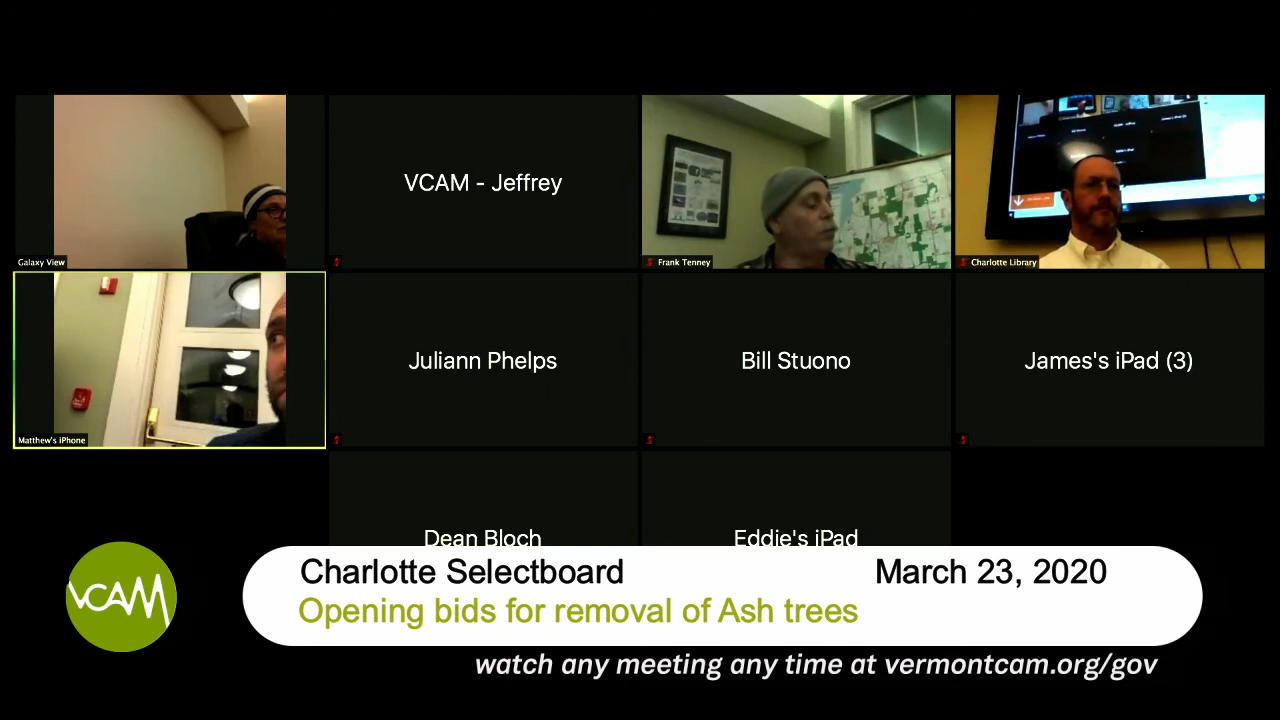 VCAM - Jeffrey
Galaxy View
Frank Tenney
Charlotte Library
Juliann Phelps
Bill Stuono
James's iPad (3)
Matthew's iPhone
Dean Bloch
Eddie's iPad
VCAM
Charlotte Selectboard
March 23, 2020
Opening bids for removal of Ash trees
watch any meeting any time at vermontcam.org/gov